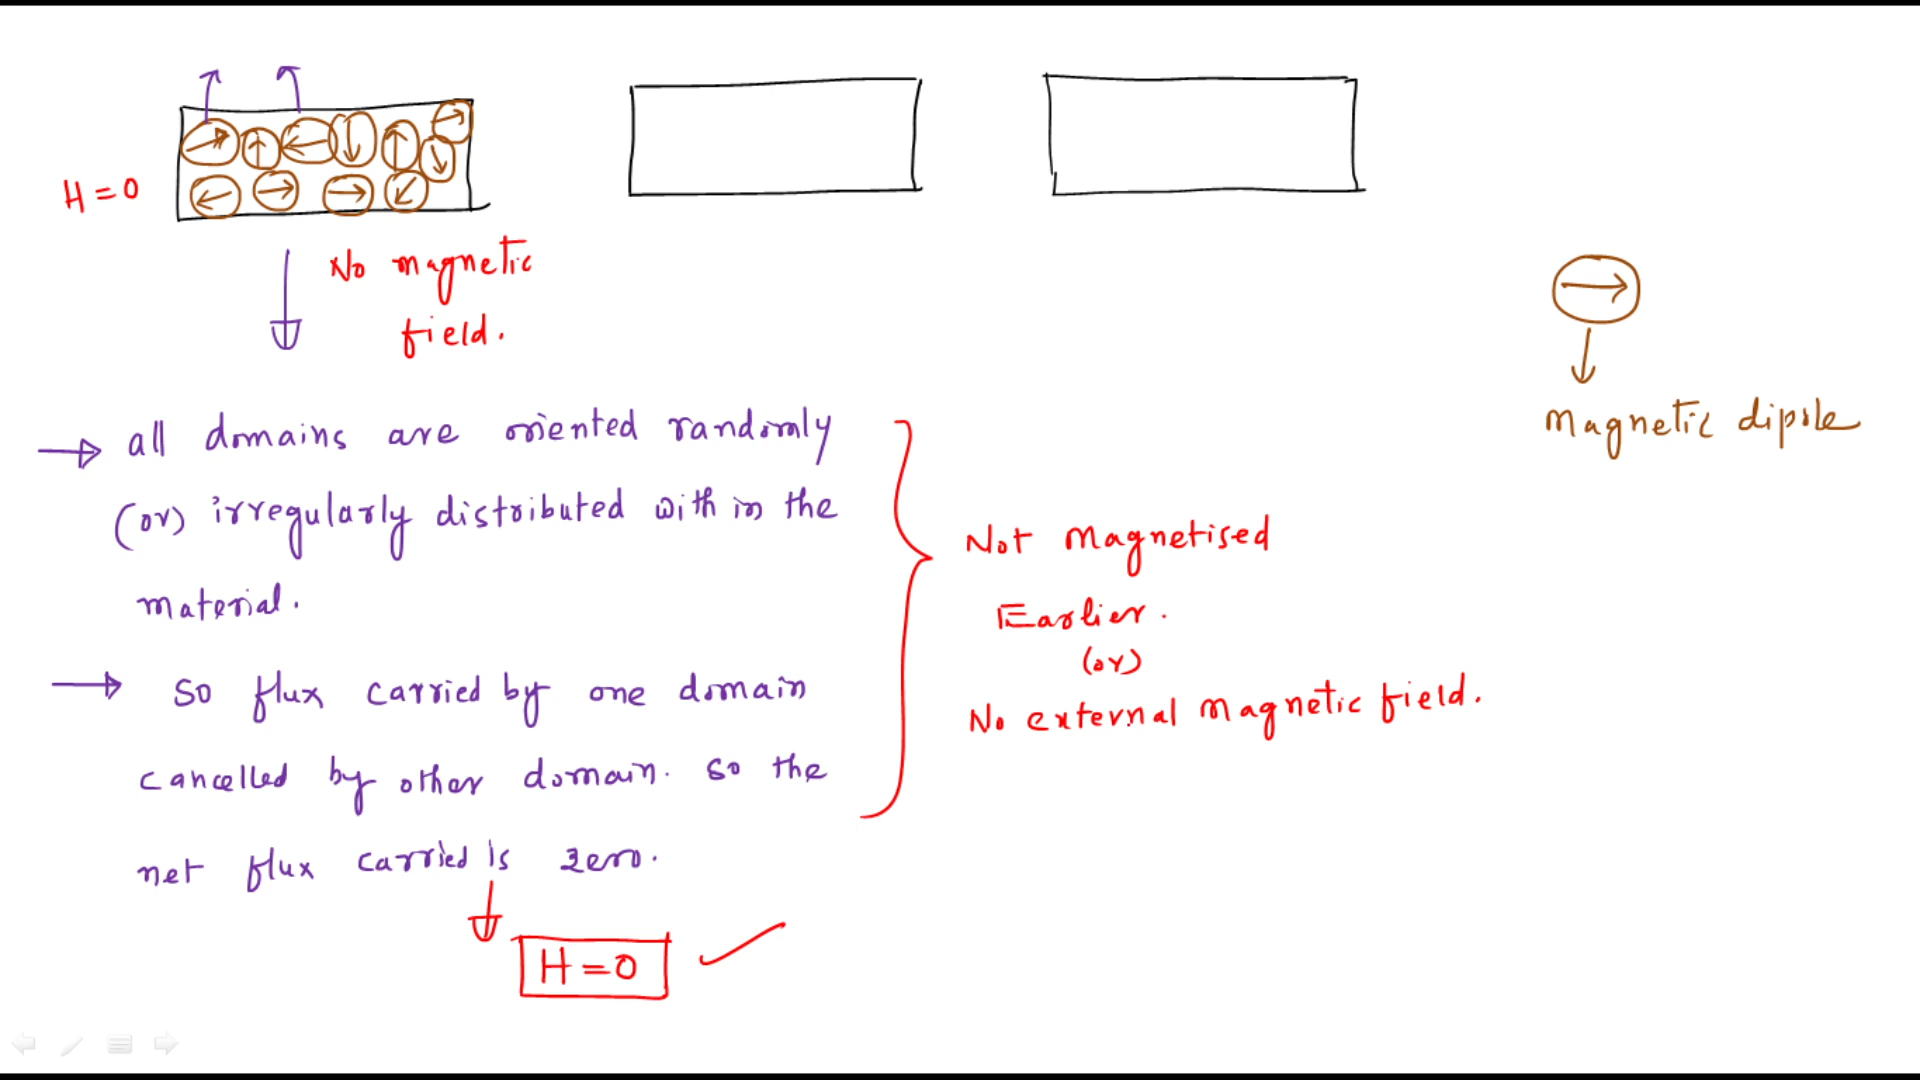 H = 0
No magnetic
field.
magnetic dipole
all domains are oriented randomly
(or) irregularly distributed with in the
material.
So flux carried by one domain
cancelled by other domain. so the
net flux carried is zero.
H = 0
Not Magnetised
Earlier.
(or)
No external magnetic field.